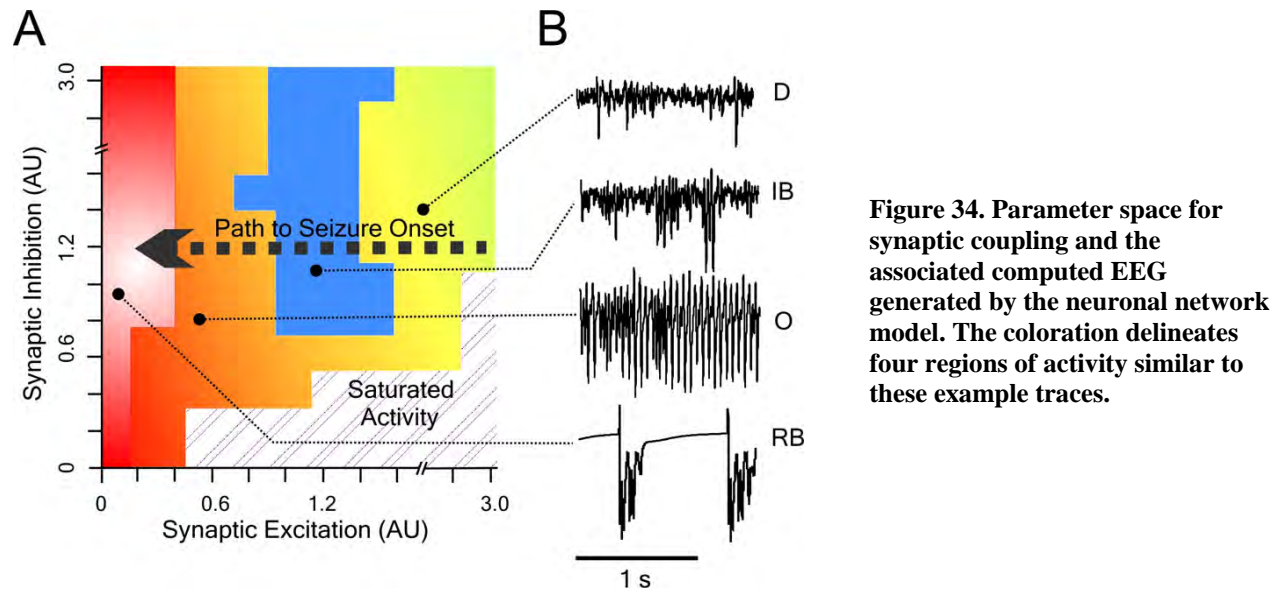 A
B
3.0
1.2
0.6
0
Synaptic Inhibition (AU)
Path to Seizure Onset
Saturated
Activity
0
0.6
1.2
3.0
Synaptic Excitation (AU)
D
IB
O
RB
1 s
Figure 34. Parameter space for
synaptic coupling and the
associated computed EEG
generated by the neuronal network
model. The coloration delineates
four regions of activity similar to
these example traces.